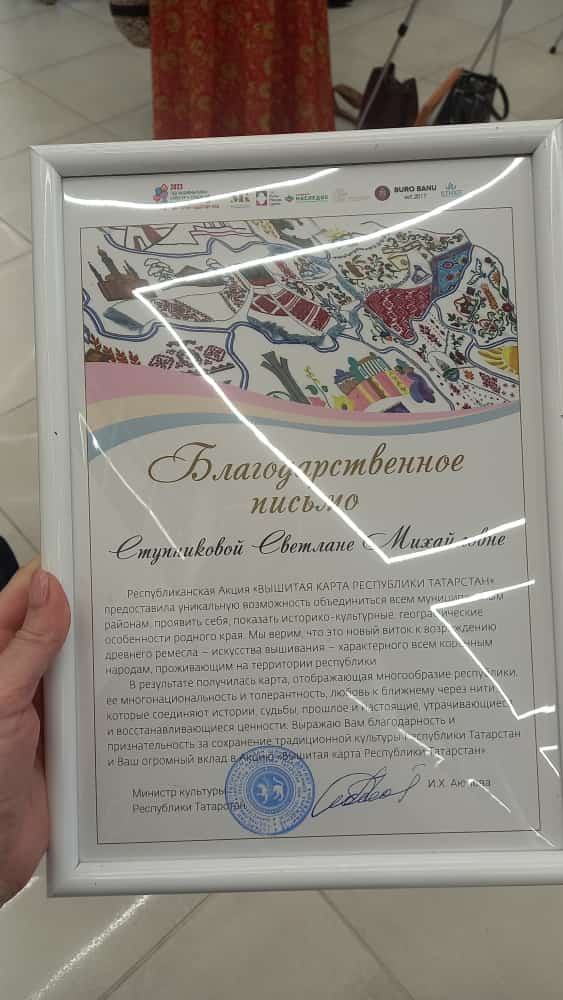 2023
НАСЛЕДИЕ
BURO BANU
est.2017
Благодарственное
письмо
Ступниковой Светлане Михайловне
Республиканская Акция «ВЫШИТАЯ КАРТА РЕСПУБЛИКИ ТАТАРСТАН»
предоставила уникальную возможность объединиться всем муниципальным
районам, проявить себя, показать историко-культурные, географические
особенности родного края. Мы верим, что это новый виток к возрождению
древнего ремесла – искусства вышивания – характерного всем коренным
народам, проживающим на территории республики.
В результате получилась карта, отображающая многообразие республики,
ее многонациональность и толерантность, любовь к ближнему через нити,
которые соединяют истории, судьбы, прошлое и настоящие, утрачивающиеся
и восстанавливающиеся ценности. Выражаю Вам благодарность и
признательность за сохранение традиционной культуры Республики Татарстан
и Ваш огромный вклад в Акцию «Вышитая карта Республики Татарстан».
Министр культуры
Республики Татарстан
И.Х. Аюпова